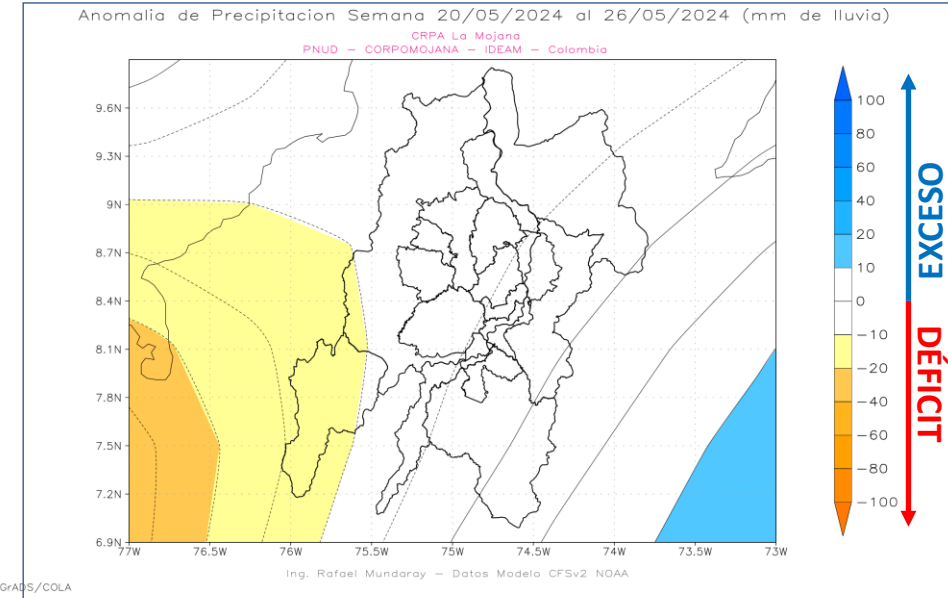 Anomalia de Precipitacion Semana 20/05/2024 al 26/05/2024 (mm de lluvia)
CRPA La Mojana
PNUD – CORPOMOJANA – IDEAM – Colombia
9.6N
9.3N
9N
8.7N
8.4N
8.1N
7.8N
7.5N
7.2N
6.9N
77W 76.5W 76W 75.5W 75W 74.5W 74W 73.5W 73W
100
80
60
40
20
10
0
−10
−20
−40
−60
−80
−100
EXCESO
DÉFICIT
Ing. Rafael Mundaray – Datos Modelo CFSv2 NOAA
GrADS/COLA